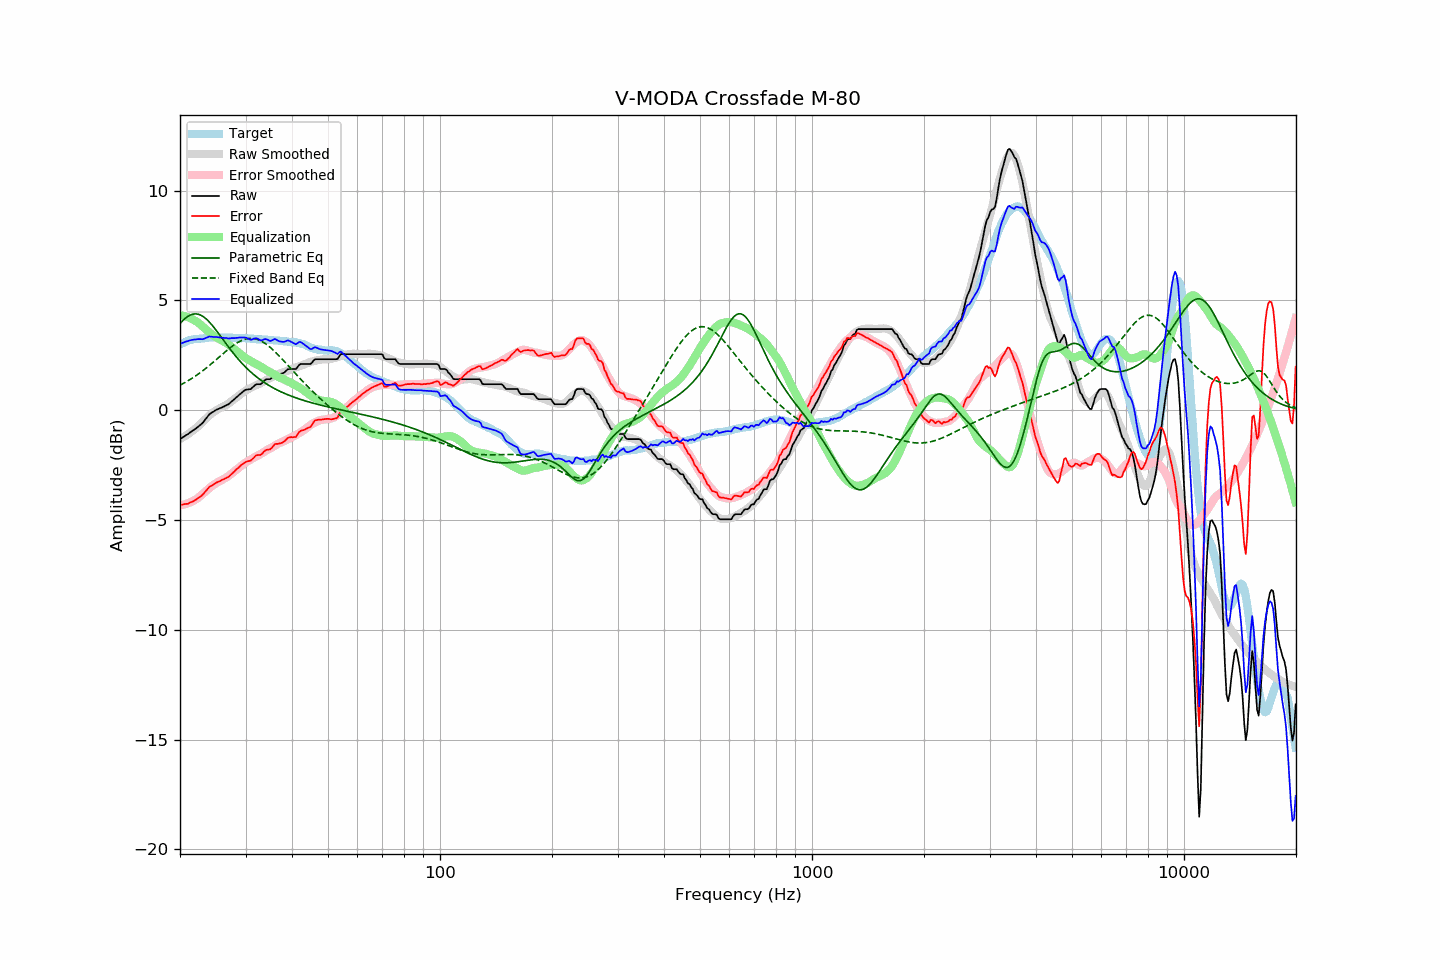 V-MODA Crossfade M-80
Target
Raw Smoothed
Error Smoothed
Raw
Error
Equalization
Parametric Eq
Fixed Band Eq
Equalized
10
5
0
−5
−10
−15
−20
Amplitude (dBr)
100
1000
10000
Frequency (Hz)